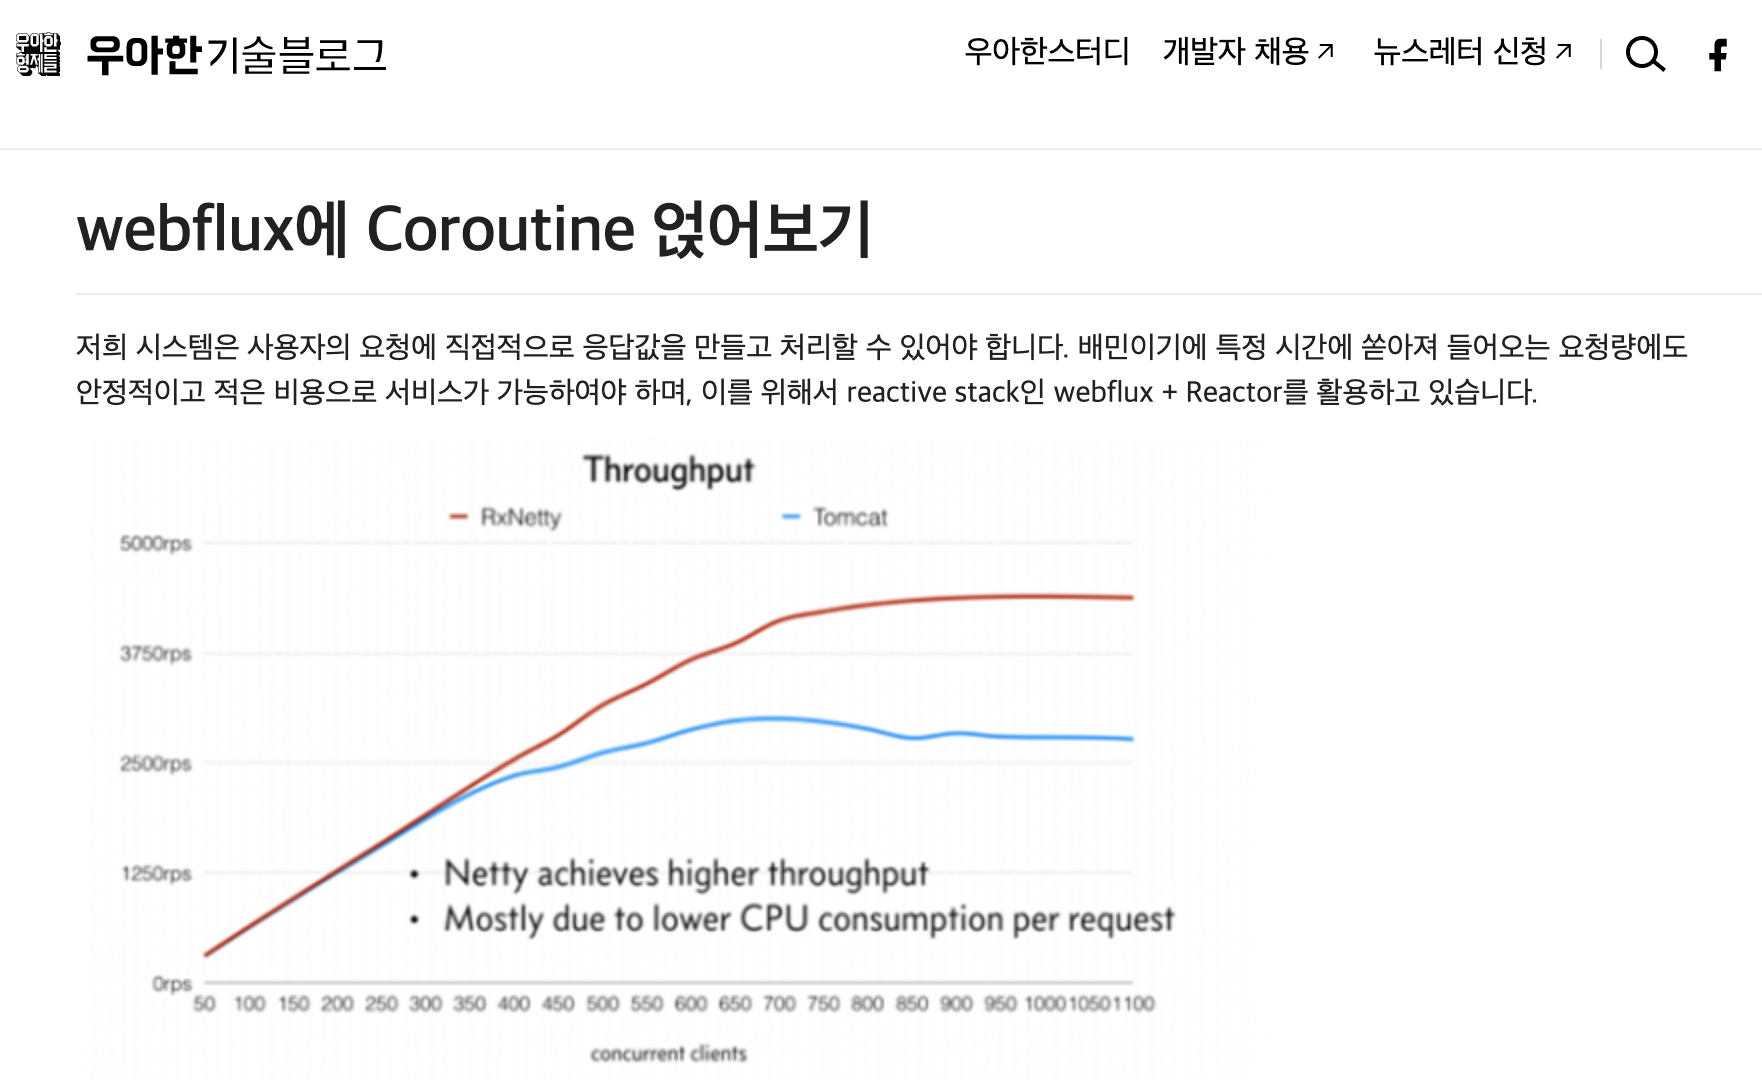 우아한형제들
우아한기술블로그
우아한스터디 개발자 채용 뉴스레터 신청
webflux에 Coroutine 얹어보기
저희 시스템은 사용자의 요청에 직접적으로 응답값을 만들고 처리할 수 있어야 합니다. 배민이기에 특정 시간에 쏟아져 들어오는 요청량에도
안정적이고 적은 비용으로 서비스가 가능하여야 하며, 이를 위해서 reactive stack인 webflux + Reactor를 활용하고 있습니다.
Throughput
RxNetty Tomcat
5000rps
3750rps
2500rps
1250rps
• Netty achieves higher throughput
• Mostly due to lower CPU consumption per request
0rps
50 100 150 200 250 300 350 400 450 500 550 600 650 700 750 800 850 900 950 1000 1050 1100
concurrent clients